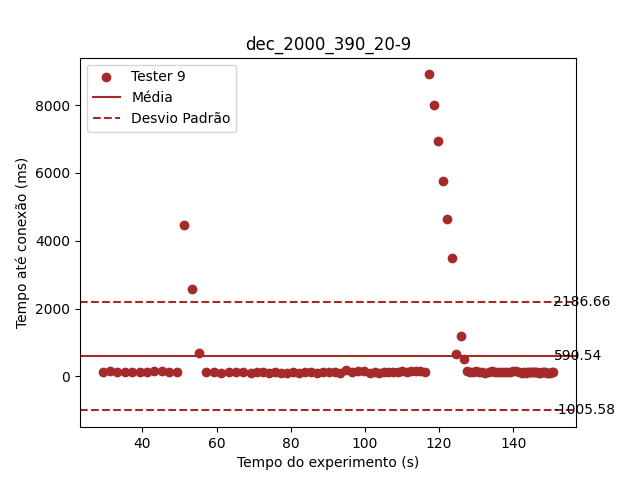 dec_2000_390_20-9
Tester 9
Média
Desvio Padrão
Tempo até conexão (ms)
8000
6000
4000
2000
0
2186.66
590.54
-1005.58
40
60
80
100
120
140
Tempo do experimento (s)